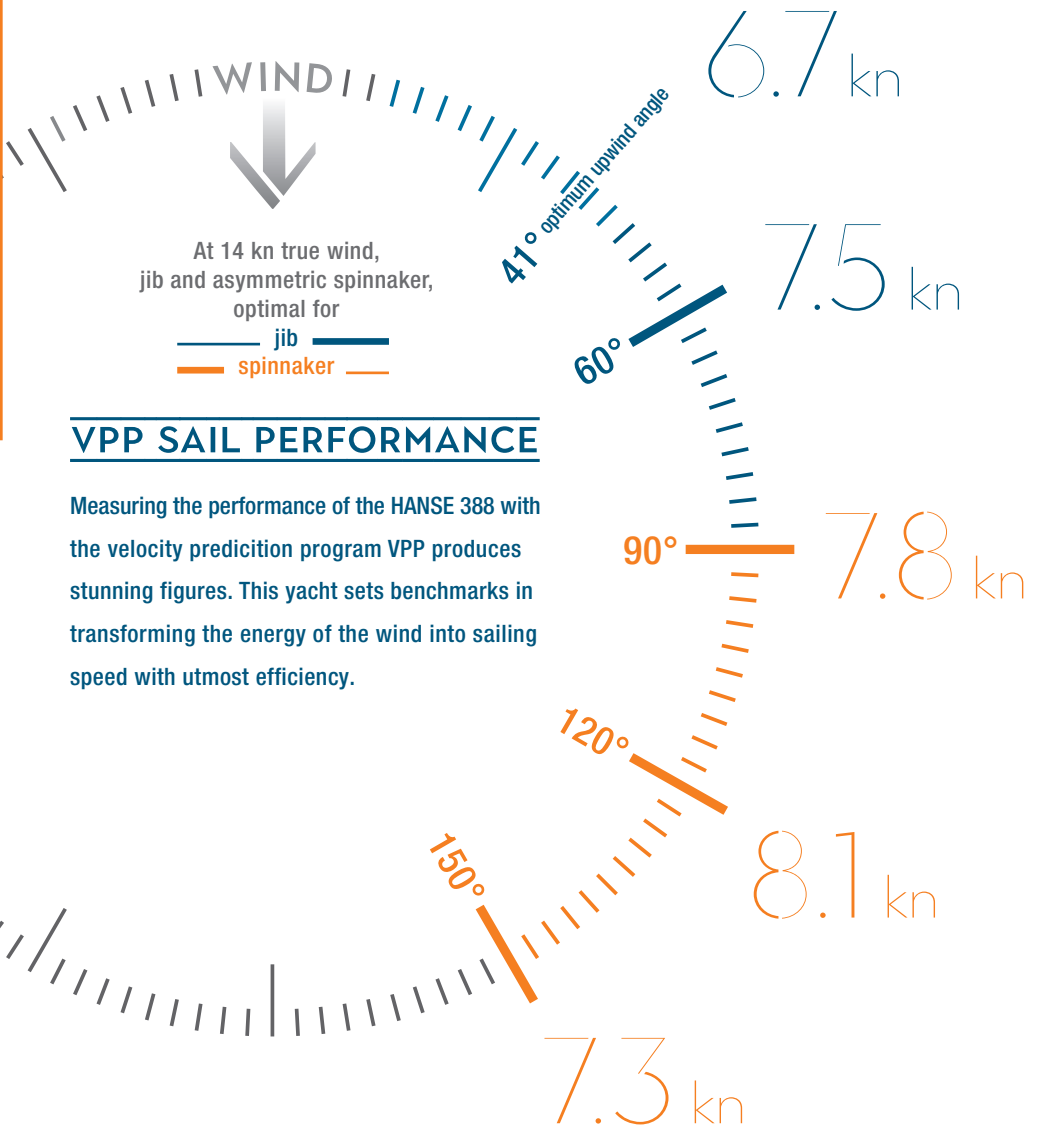 6.7 kn
WIND
optimum upwind angle
41°
7.5 kn
At 14 kn true wind,
jib and asymmetric spinnaker,
optimal for
jib
spinnaker
60°
VPP SAIL PERFORMANCE
Measuring the performance of the HANSE 388 with
the velocity predicition program VPP produces
stunning figures. This yacht sets benchmarks in
transforming the energy of the wind into sailing
speed with utmost efficiency.
90°
7.8 kn
120°
8.1 kn
150°
7.3 kn